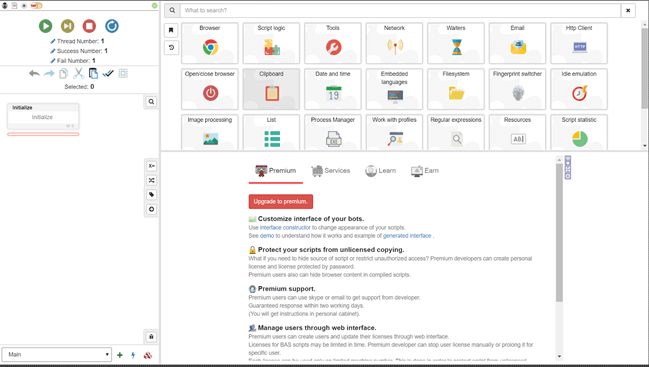 Thread Number: 1
Success Number: 1
Fail Number: 1
Selected: 0
Initialize
Initialize
Main
What to search?
Browser
Script logic
Tools
Network
Waiters
Email
Http Client
HTTP
Open/close browser
Clipboard
Date and time
Embedded languages
Filesystem
Fingerprint switcher
Idle emulation
Image processing
List
Process Manager
Work with profiles
Regular expressions
Resources
Script statistic
Premium
Services
Learn
Earn
Upgrade to premium.
Customize interface of your bots.
Use interface constructor to change appearance of your scripts.
See demo to understand how it works and example of generated interface .
Protect your scripts from unlicensed copying.
What if you need to hide source of script or restrict unauthorized access? Premium developers can create personal
license and license protected by password.
Premium users also can hide browser content in compiled scripts.
Premium support.
Premium users can use skype or email to get support from developer.
Guaranteed response within two working days.
(You will get instructions in personal cabinet).
Manage users through web interface.
Premium users can create users and update their licenses through web interface.
Licenses for BAS scripts may be limited in time. Premium developer can stop user license manually or prolong it for
specific user.